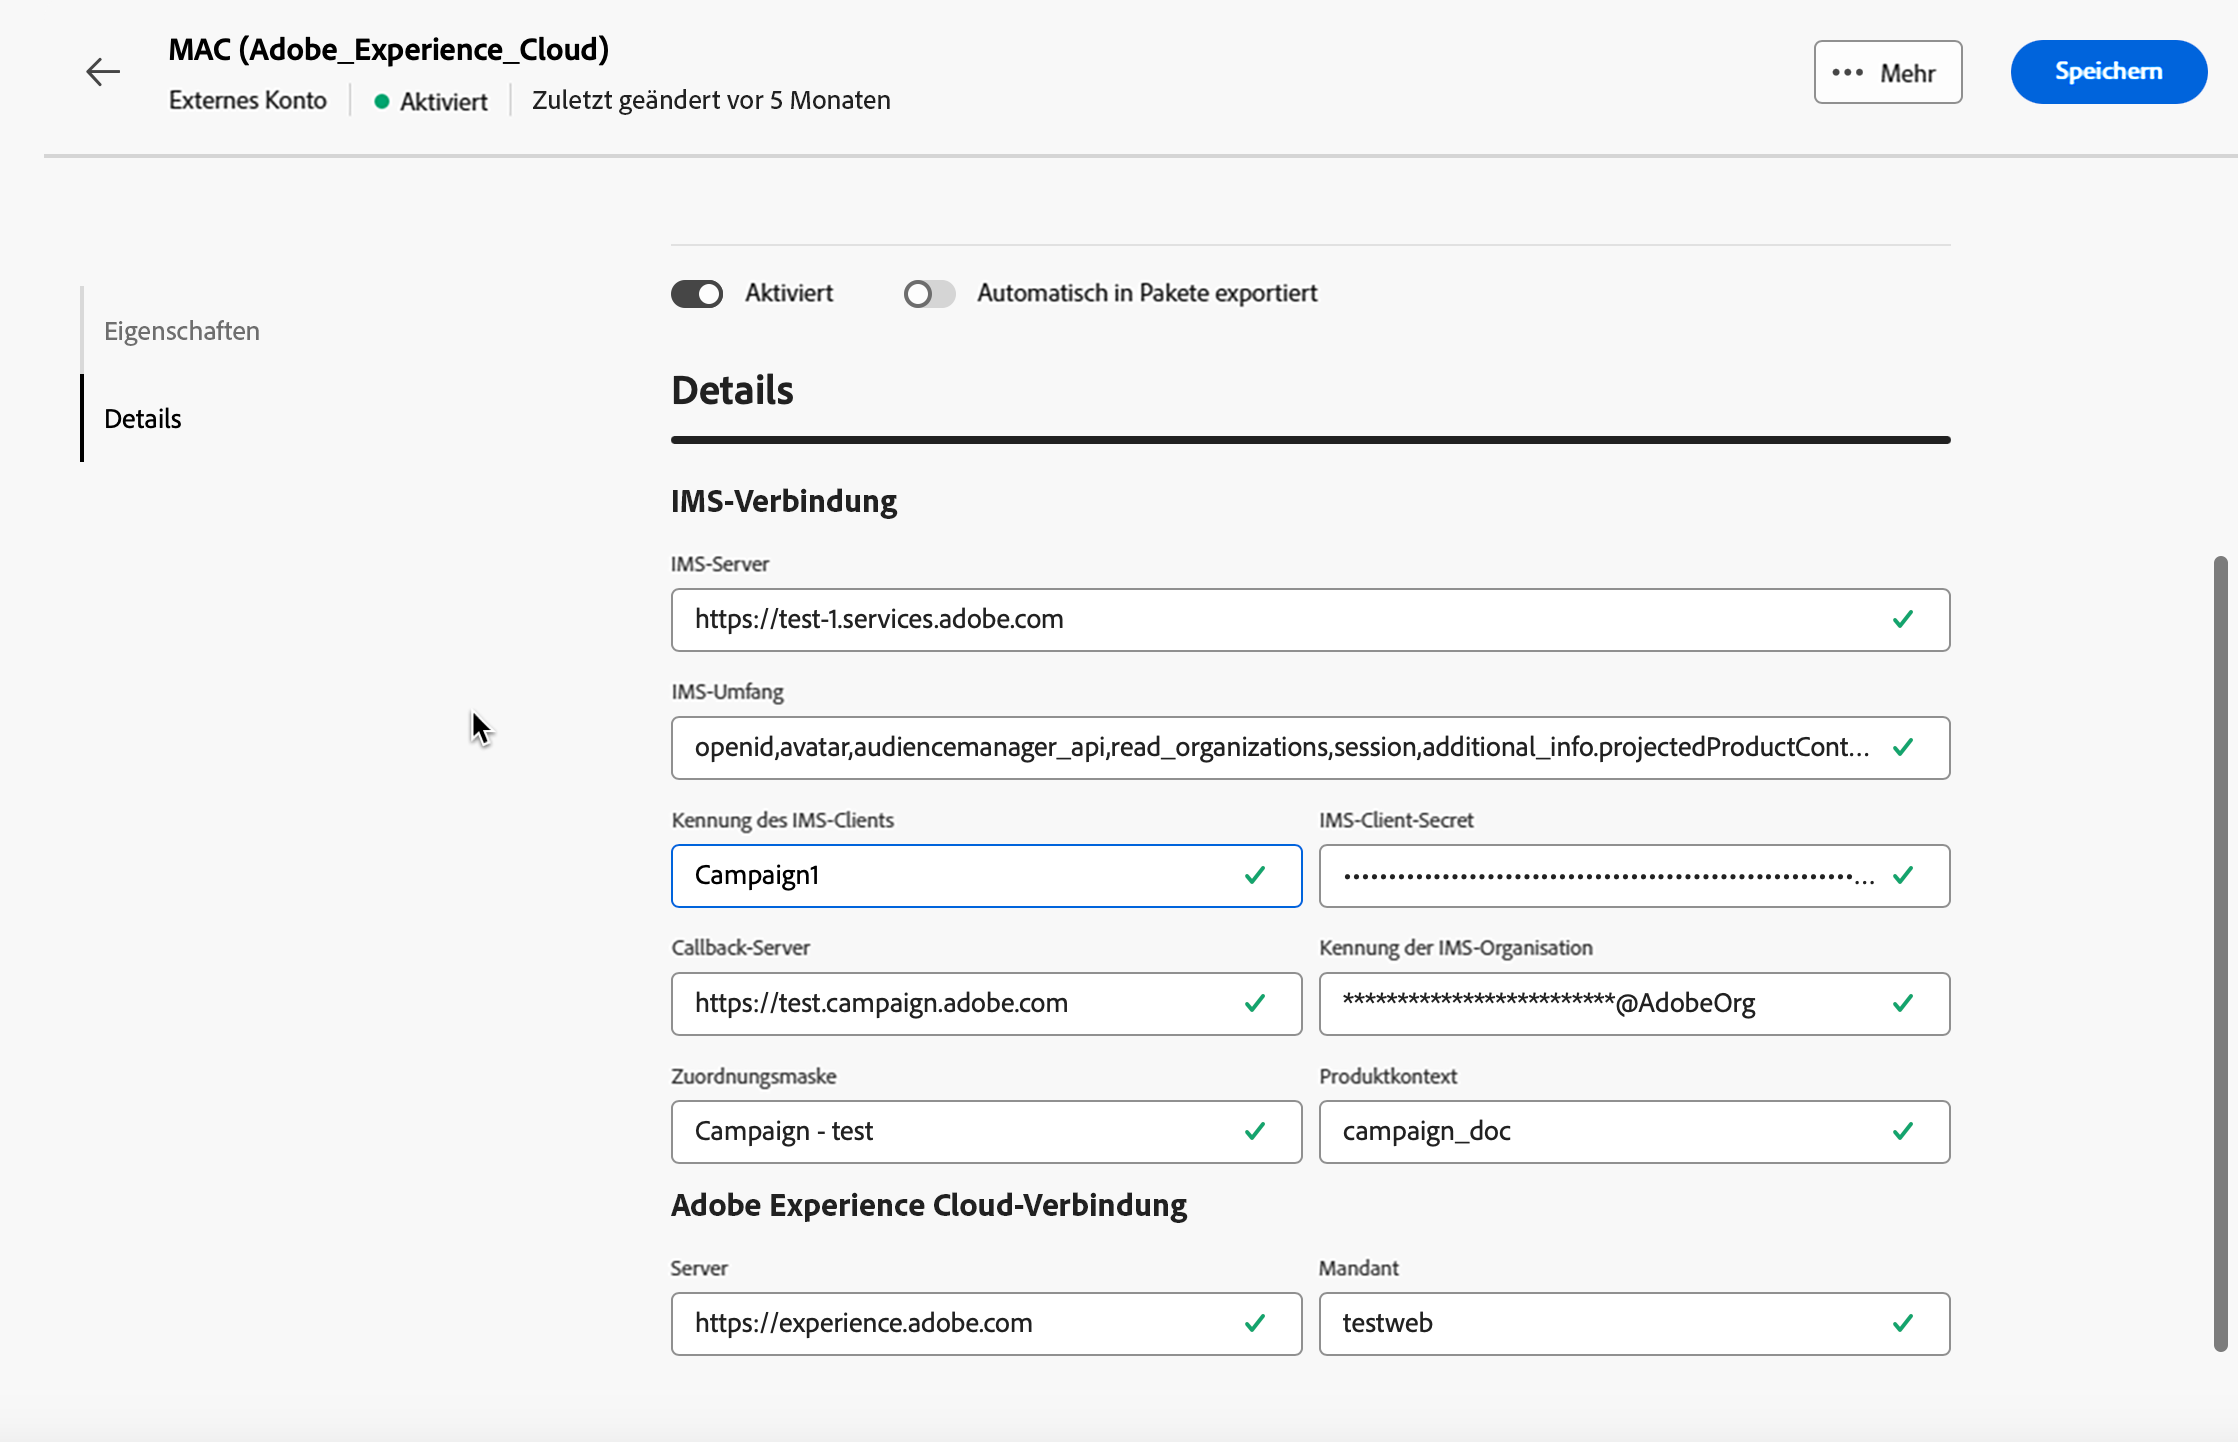 MAC (Adobe_Experience_Cloud)
Externes Konto
Aktiviert
Zuletzt geändert vor 5 Monaten
Mehr
Speichern
Eigenschaften
Details
Aktiviert
Automatisch in Pakete exportiert
Details
IMS-Verbindung
IMS-Server
https://test-1.services.adobe.com
IMS-Umfang
openid,avatar,audiencemanager_api,read_organizations,session,additional_info.projectedProductCont...
Kennung des IMS-Clients
IMS-Client-Secret
Campaign1
Callback-Server
Kennung der IMS-Organisation
https://test.campaign.adobe.com
*************************@AdobeOrg
Zuordnungsmaske
Produktkontext
Campaign - test
campaign_doc
Adobe Experience Cloud-Verbindung
Server
Mandant
https://experience.adobe.com
testweb